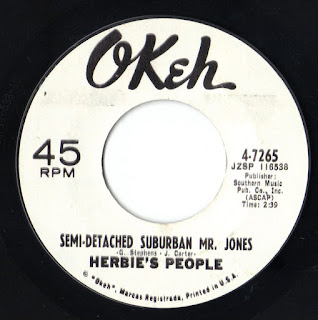 OKeh
45
RPM
4-7265
JZSP 116538
Publisher:
Southern Music
Pub. Co., Inc.
(ASCAP)
Time: 2:39
SEMI-DETACHED SUBURBAN MR. JONES
-G. Stephens - J. Carter-
HERBIE'S PEOPLE
® "Okeh", Marcas Registrada, Printed in U.S.A.